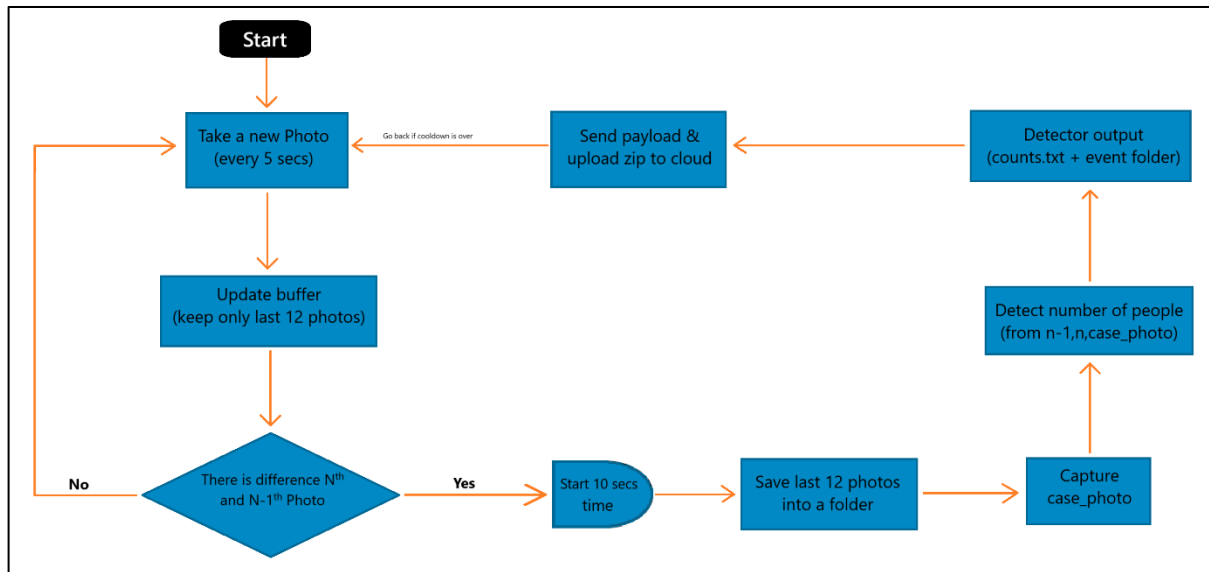 Start
Take a new Photo
(every 5 secs)
Go back if cooldown is over
Send payload &
upload zip to cloud
Detector output
(counts.txt + event folder)
Update buffer
(keep only last 12 photos)
Detect number of people
(from n-1,n,case_photo)
There is difference Nth
and N-1th Photo
No
Yes
Start 10 secs
time
Save last 12 photos
into a folder
Capture
case_photo